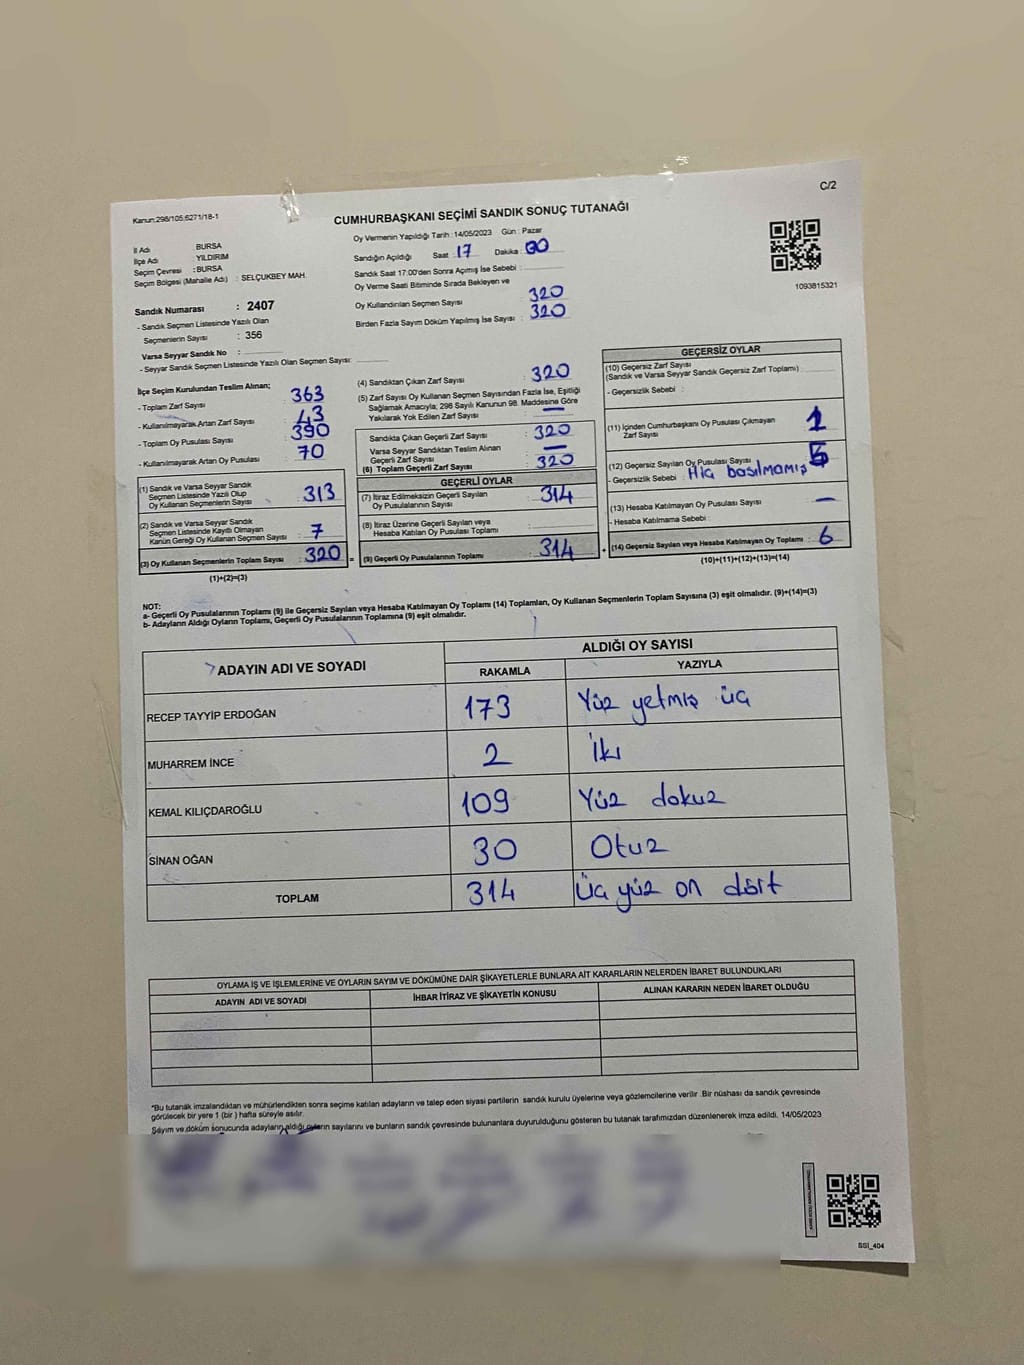 C/2
Kanun:298/105;6271/18-1
CUMHURBAŞKANI SEÇİMİ SANDIK SONUÇ TUTANAĞI
İl Adı : BURSA
İlçe Adı : YILDIRIM
Seçim Çevresi : BURSA
Seçim Bölgesi (Mahalle Adı) : SELÇUKBEY MAH.
Oy Vermenin Yapıldığı Tarih : 14/05/2023 Gün : Pazar
Sandığın Açıldığı Saat : 17 Dakika : 00
Sandık Saat 17:00'den Sonra Açımış İse Sebebi :
Oy Verme Saati Bitiminde Sırada Bekleyen ve
Oy Kullandırılan Seçmen Sayısı : 320
Birden Fazla Sayım Döküm Yapılmış İse Sayısı : 320
1093815321
Sandık Numarası : 2407
- Sandık Seçmen Listesinde Yazılı Olan
Seçmenlerin Sayısı : 356
Varsa Seyyar Sandık No :
- Seyyar Sandık Seçmen Listesinde Yazılı Olan Seçmen Sayısı:
İlçe Seçim Kurulundan Teslim Alınan;
- Toplam Zarf Sayısı : 363
- Kullanılmayarak Artan Zarf Sayısı : 43
- Toplam Oy Pusulası Sayısı : 390
- Kullanılmayarak Artan Oy Pusulası : 70
(1) Sandık ve Varsa Seyyar Sandık
Seçmen Listesinde Yazılı Olup
Oy Kullanan Seçmenlerin Sayısı : 313
(2) Sandık ve Varsa Seyyar Sandık
Seçmen Listesinde Kayıtlı Olmayan
Kanun Gereği Oy Kullanan Seçmen Sayısı : 7
(3) Oy Kullanan Seçmenlerin Toplam Sayısı : 320 =
(1)+(2)=(3)
(4) Sandıktan Çıkan Zarf Sayısı : 320
(5) Zarf Sayısı Oy Kullanan Seçmen Sayısından Fazla İse, Eşitliği
Sağlamak Amacıyla, 298 Sayılı Kanunun 98. Maddesine Göre
Yakılarak Yok Edilen Zarf Sayısı : —
Sandıkta Çıkan Geçerli Zarf Sayısı : 320
Varsa Seyyar Sandıktan Teslim Alınan
Geçerli Zarf Sayısı : —
(6) Toplam Geçerli Zarf Sayısı : 320
GEÇERLİ OYLAR
(7) İtiraz Edilmeksizin Geçerli Sayılan
Oy Pusulalarının Sayısı : 314
(8) İtiraz Üzerine Geçerli Sayılan veya
Hesaba Katılan Oy Pusulası Toplamı :
(9) Geçerli Oy Pusulalarının Toplamı : 314 +
GEÇERSİZ OYLAR
(10) Geçersiz Zarf Sayısı
(Sandık ve Varsa Seyyar Sandık Geçersiz Zarf Toplamı) :
- Geçersizlik Sebebi :
(11) İçinden Cumhurbaşkanı Oy Pusulası Çıkmayan
Zarf Sayısı : 1
(12) Geçersiz Sayılan Oy Pusulası Sayısı : 5
- Geçersizlik Sebebi : Hiç basılmamış
(13) Hesaba Katılmayan Oy Pusulası Sayısı : —
- Hesaba Katılmama Sebebi :
(14) Geçersiz Sayılan veya Hesaba Katılmayan Oy Toplamı : 6
(10)+(11)+(12)+(13)=(14)
NOT:
a- Geçerli Oy Pusulalarının Toplamı (9) ile Geçersiz Sayılan veya Hesaba Katılmayan Oy Toplamı (14) Toplamları, Oy Kullanan Seçmenlerin Toplam Sayısına (3) eşit olmalıdır. (9)+(14)=(3)
b- Adayların Aldığı Oyların Toplamı, Geçerli Oy Pusulalarının Toplamına (9) eşit olmalıdır.
ADAYIN ADI VE SOYADI ALDIĞI OY SAYISI
RAKAMLA YAZIYLA
RECEP TAYYİP ERDOĞAN 173 Yüz yetmiş üç
MUHARREM İNCE 2 İki
KEMAL KILIÇDAROĞLU 109 Yüz dokuz
SİNAN OĞAN 30 Otuz
TOPLAM 314 Üç yüz on dört
OYLAMA İŞ VE İŞLEMLERİNE VE OYLARIN SAYIM VE DÖKÜMÜNE DAİR ŞİKAYETLERLE BUNLARA AİT KARARLARIN NELERDEN İBARET BULUNDUKLARI
ADAYIN ADI VE SOYADI İHBAR İTİRAZ VE ŞİKAYETİN KONUSU ALINAN KARARIN NEDEN İBARET OLDUĞU
"Bu tutanak imzalandıktan ve mühürlendikten sonra seçime katılan adayların ve talep eden siyasi partilerin sandık kurulu üyelerine veya gözlemcilerine verilir .Bir nüshası da sandık çevresinde
görülecek bir yere 1 (bir ) hafta süreyle asılır.
Sayım ve döküm sonucunda adayların aldığı oyların sayılarını ve bunların sandık çevresinde bulunanlara duyurulduğunu gösteren bu tutanak tarafımızdan düzenlenerek imza edildi. 14/05/2023
SSİ_404